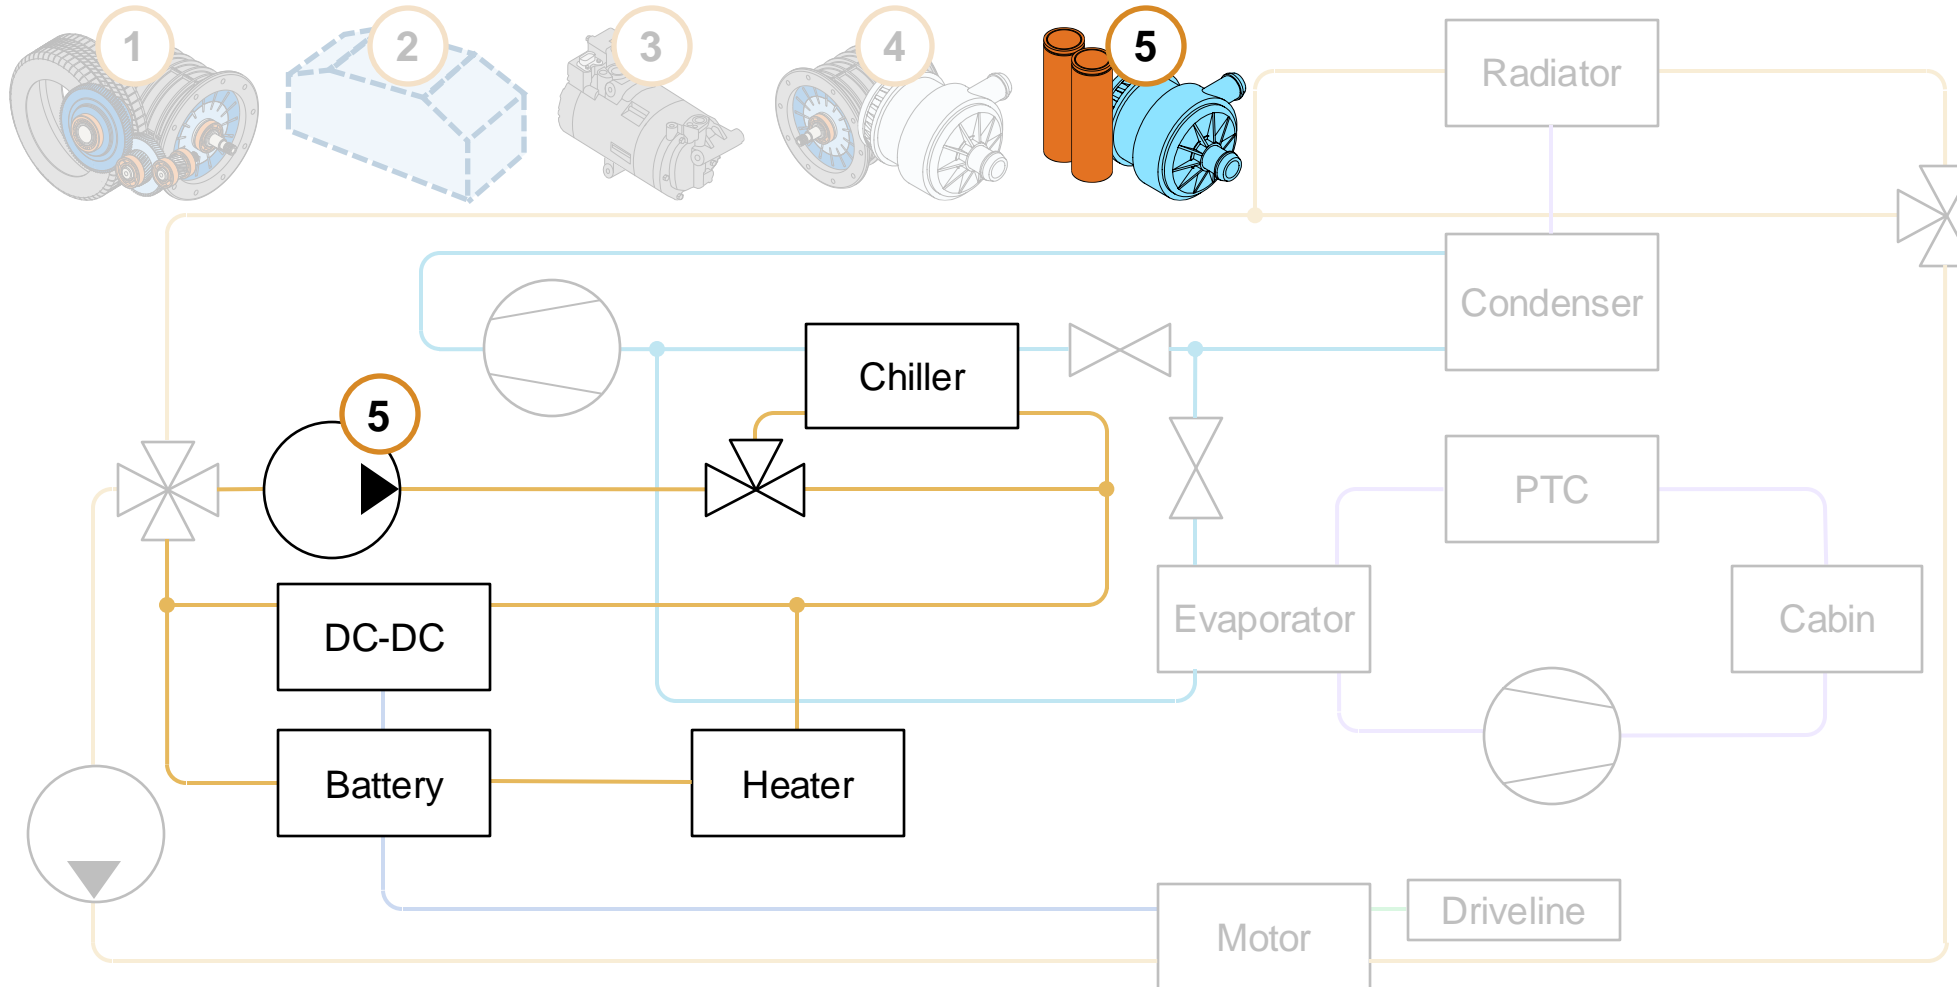 1
2
3
4
5
Radiator
Condenser
Chiller
5
PTC
DC-DC
Evaporator
Cabin
Battery
Heater
Driveline
Motor